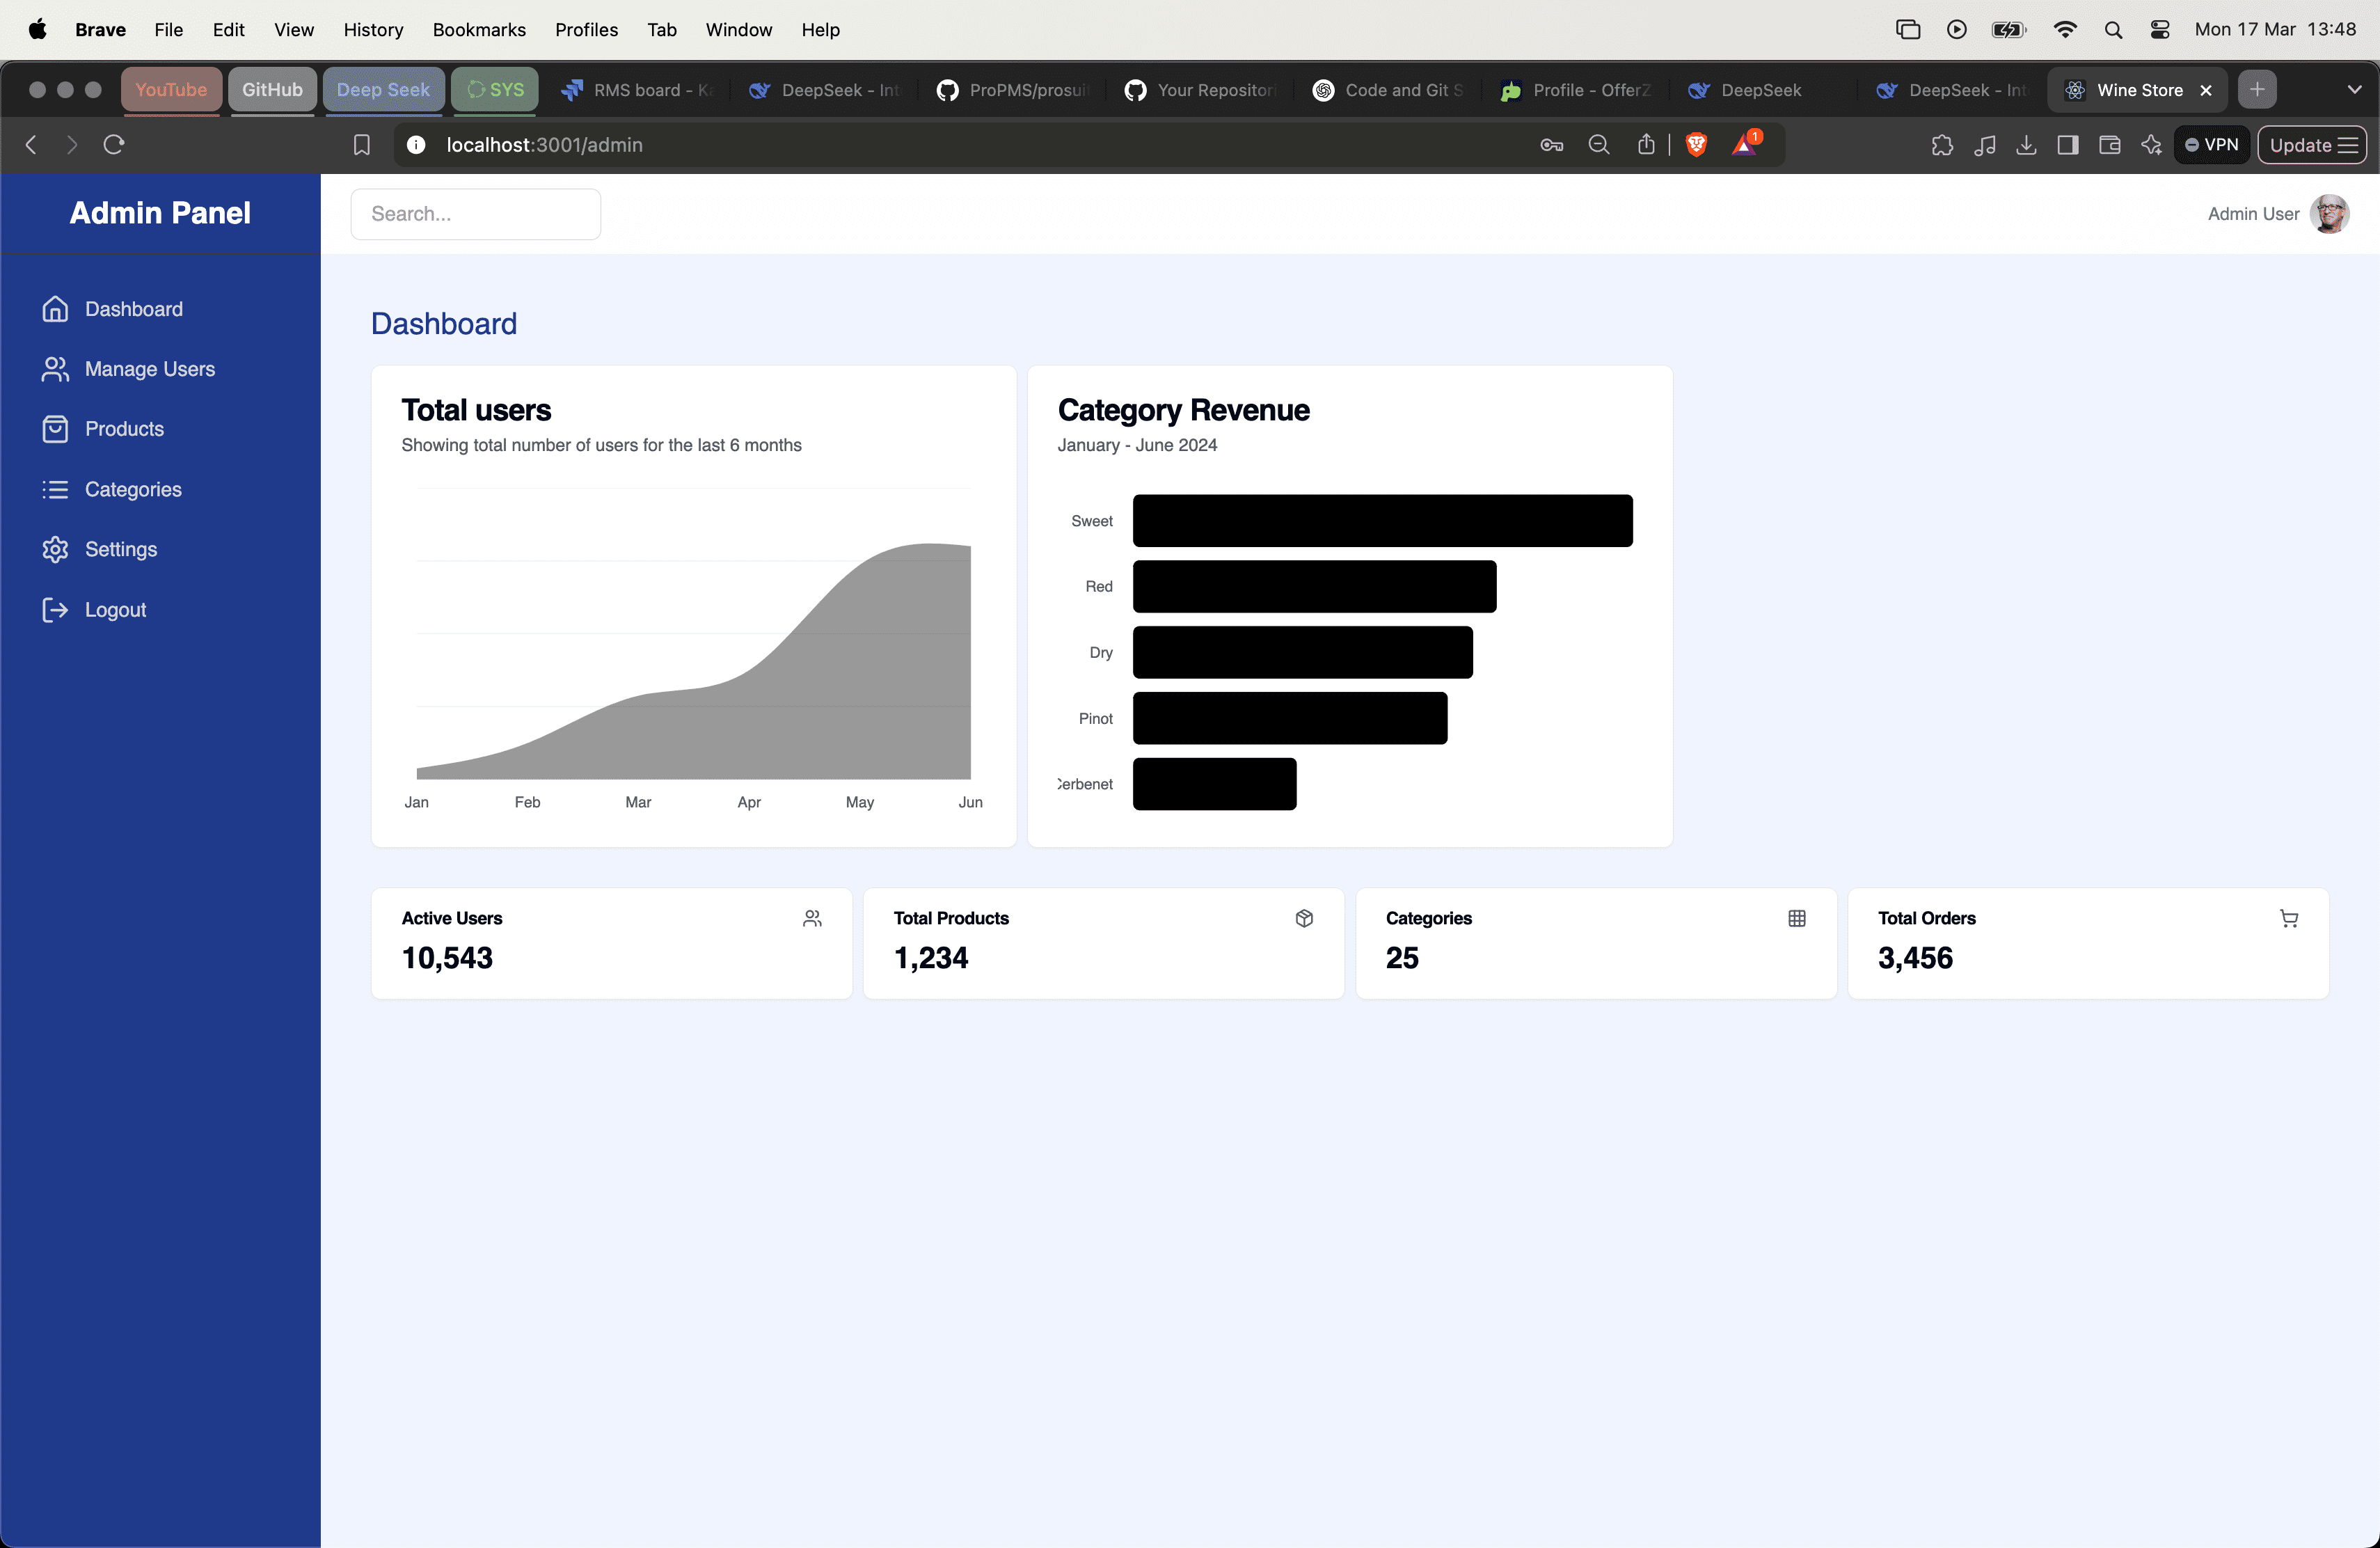 Brave File Edit View History Bookmarks Profiles Tab Window Help Mon 17 Mar 13:48
YouTube GitHub Deep Seek SYS RMS board - Ka DeepSeek - Int ProPMS/prosui Your Repositori Code and Git S Profile - OfferZ DeepSeek DeepSeek - Int Wine Store
localhost:3001/admin 1 VPN Update
Admin Panel
Search...
Admin User
Dashboard
Manage Users
Products
Categories
Settings
Logout
Dashboard
Total users
Showing total number of users for the last 6 months
Jan Feb Mar Apr May Jun
Category Revenue
January - June 2024
Sweet
Red
Dry
Pinot
Cerbenet
Active Users
10,543
Total Products
1,234
Categories
25
Total Orders
3,456